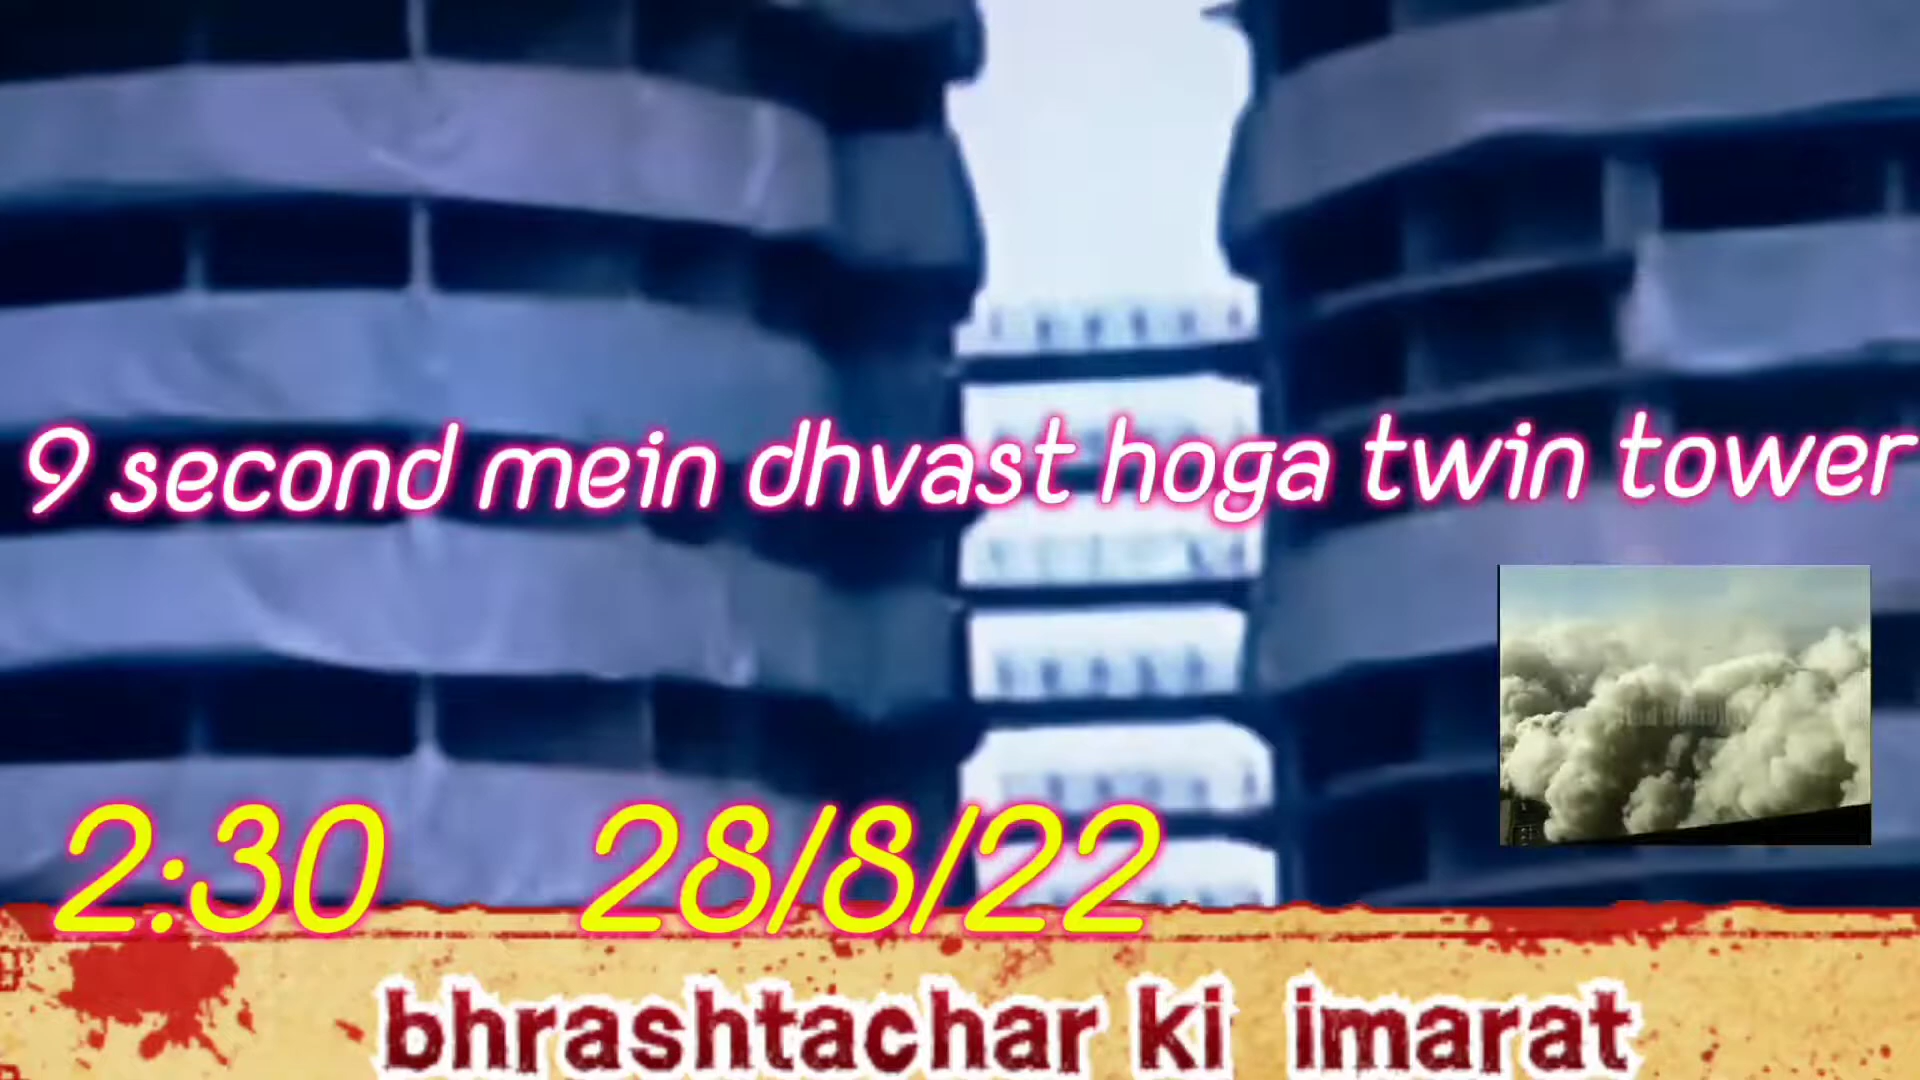 9 second mein dhvast hoga twin tower
2:30 28/8/22
bhrashtachar ki imarat